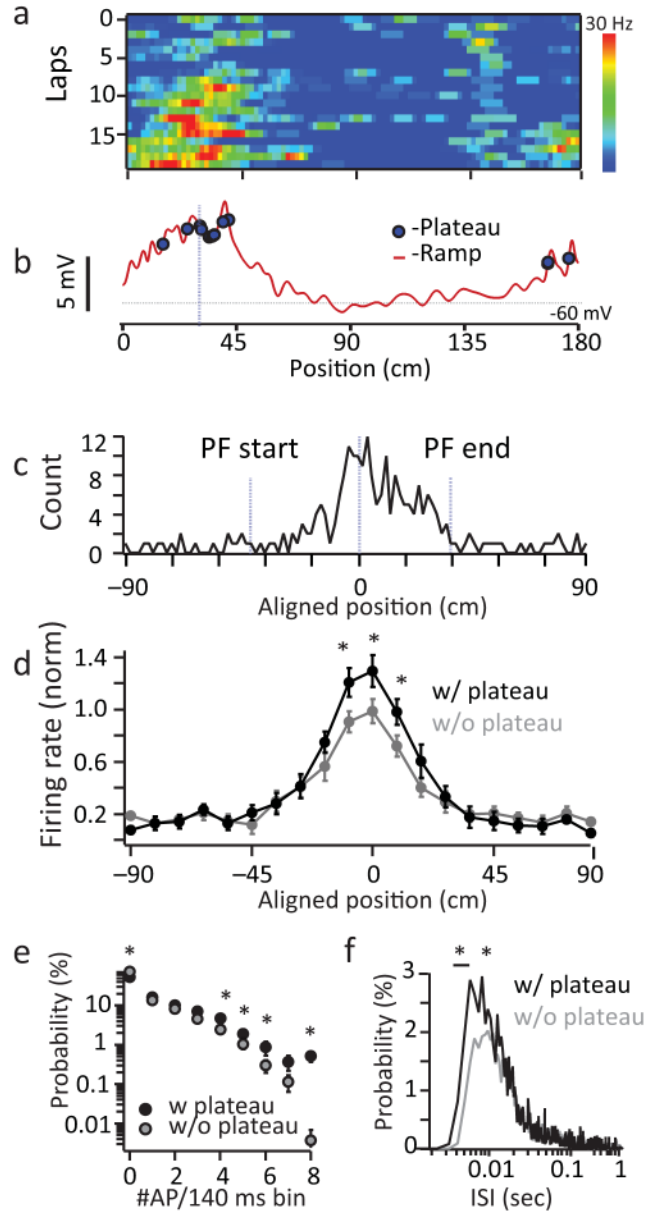 a
30 Hz
Laps
0
5
10
15
b
5 mV
-Plateau
-Ramp
-60 mV
0
45
90
135
180
Position (cm)
c
Count
12
8
4
0
PF start
PF end
−90
0
90
Aligned position (cm)
d
Firing rate (norm)
1.4
1.0
0.6
0.2
* * *
w/ plateau
w/o plateau
−90
−45
0
45
90
Aligned position (cm)
e
Probability (%)
10
1
0.1
0.01
* * * * *
w plateau
w/o plateau
0
2
4
6
8
#AP/140 ms bin
f
Probability (%)
3
2
1
0
* *
w/ plateau
w/o plateau
0.01
0.1
1
ISI (sec)